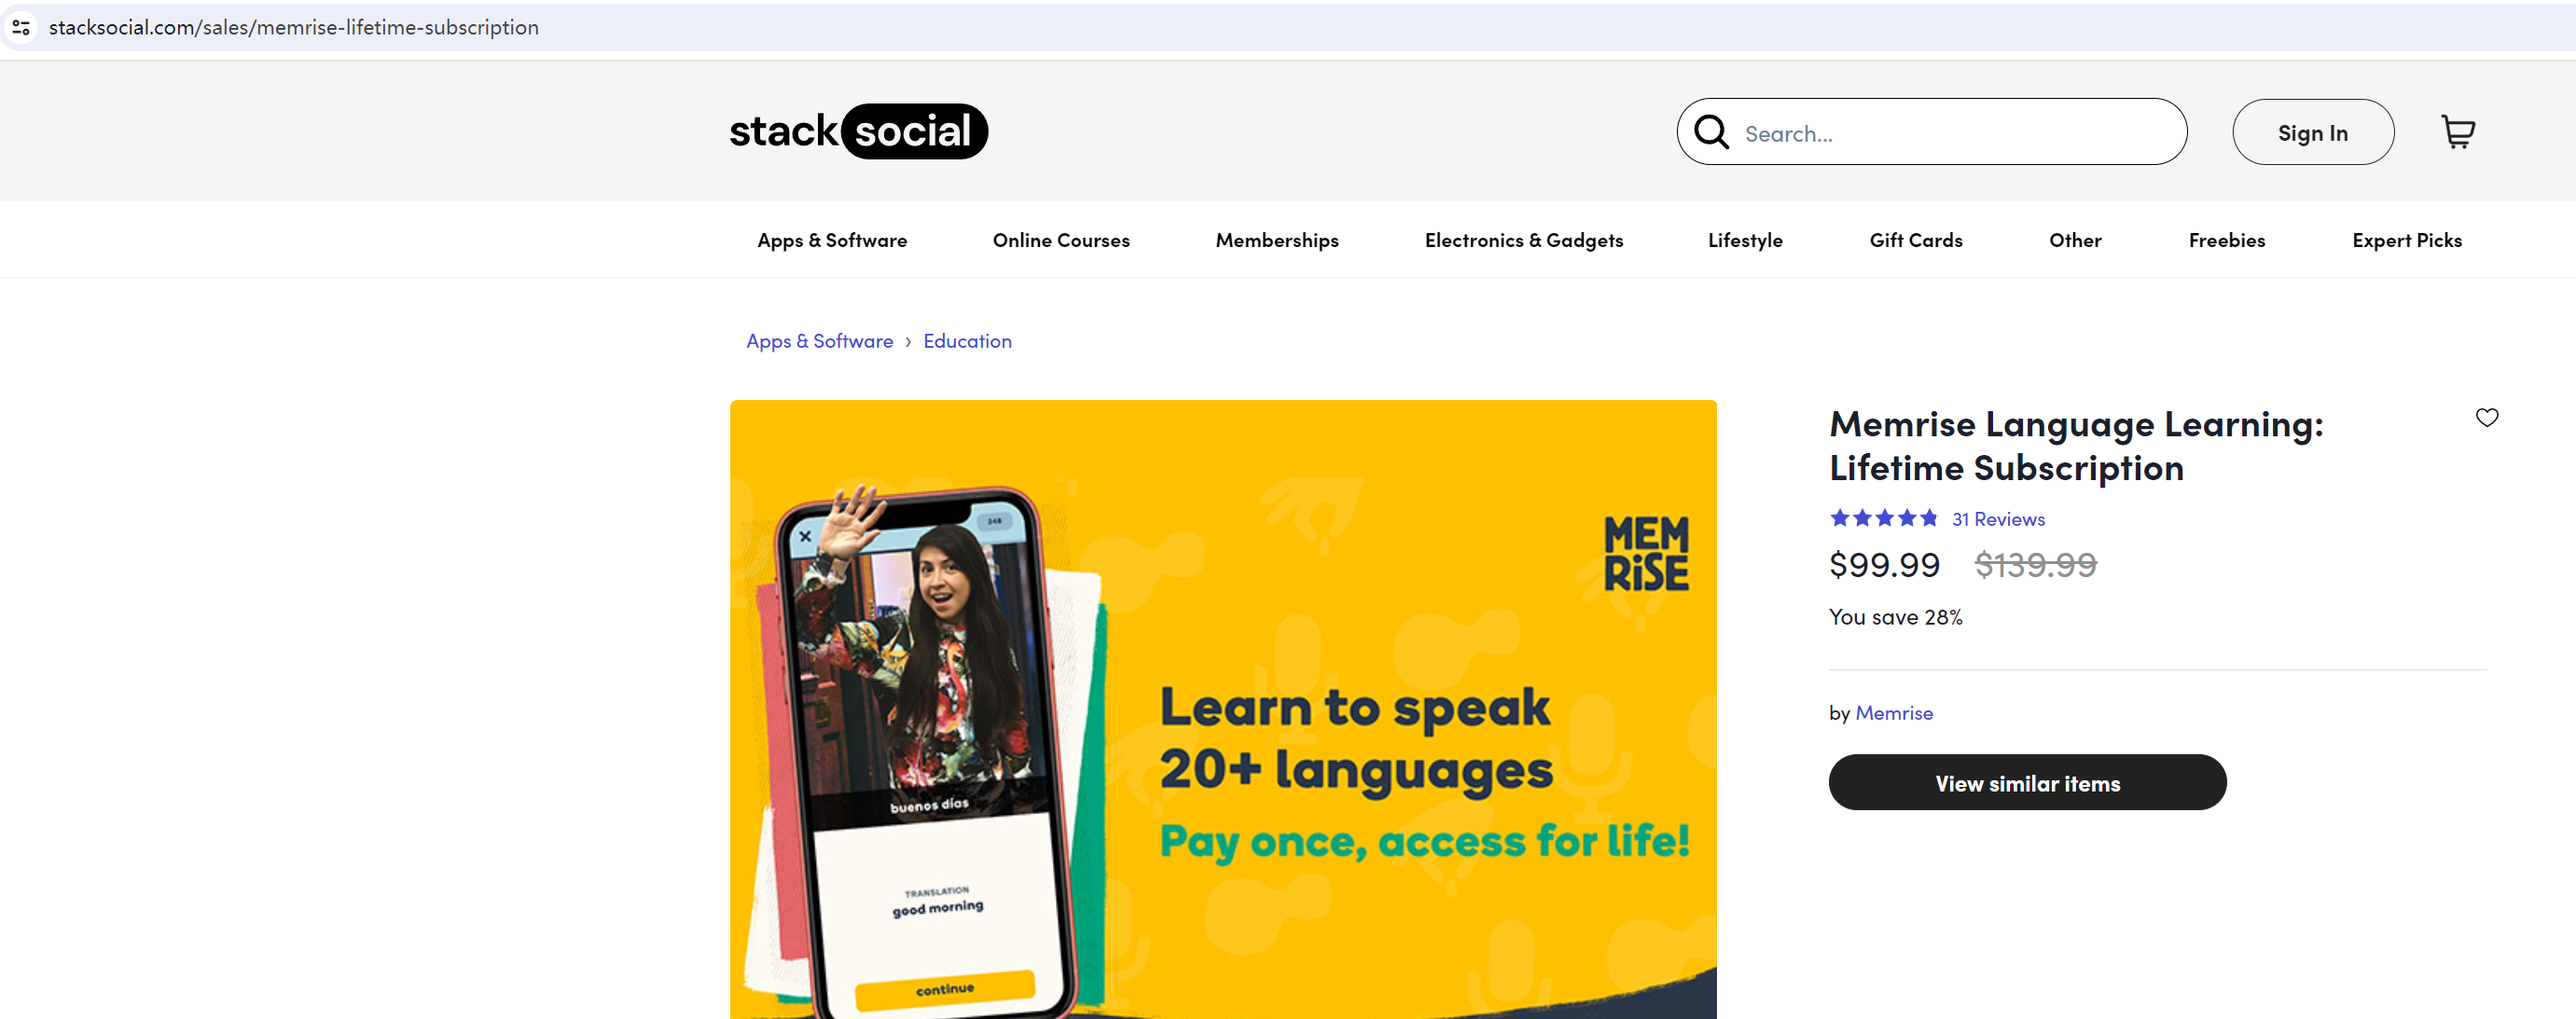 stacksocial.com/sales/memrise-lifetime-subscription
stack social
Search...
Sign In
Apps & Software
Online Courses
Memberships
Electronics & Gadgets
Lifestyle
Gift Cards
Other
Freebies
Expert Picks
Apps & Software › Education
248
MEM
RiSE
Learn to speak
20+ languages
Pay once, access for life!
buenos días
TRANSLATION
good morning
continue
Memrise Language Learning:
Lifetime Subscription
31 Reviews
$99.99 $139.99
You save 28%
by Memrise
View similar items